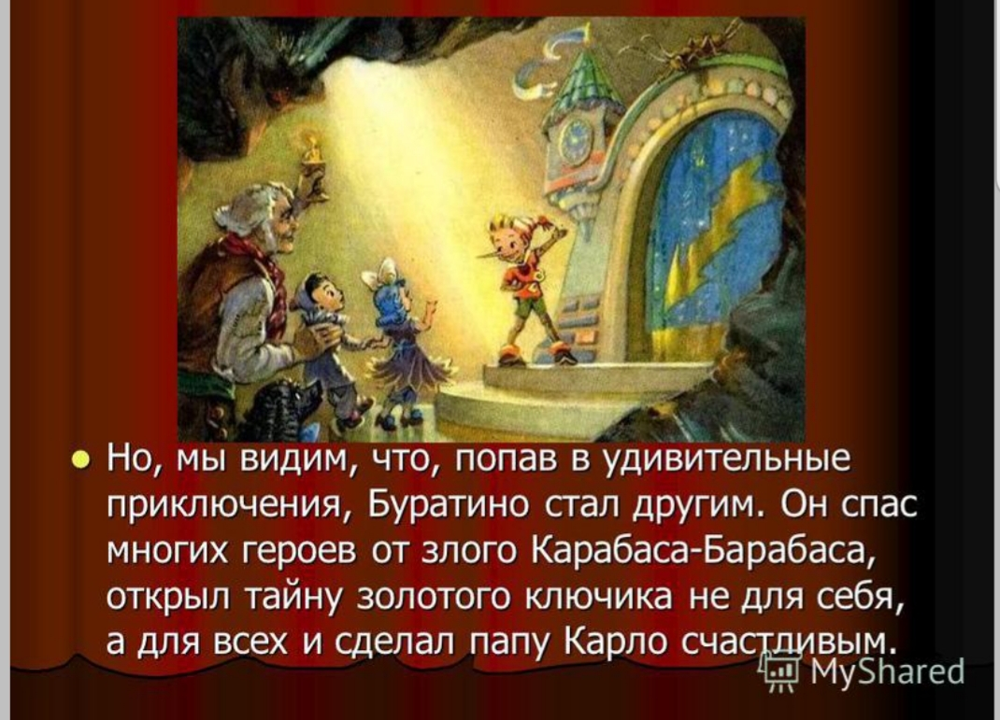 Но, мы видим, что, попав в удивительные
приключения, Буратино стал другим. Он спас
многих героев от злого Карабаса-Барабаса,
открыл тайну золотого ключика не для себя,
а для всех и сделал папу Карло счастливым.
MyShared